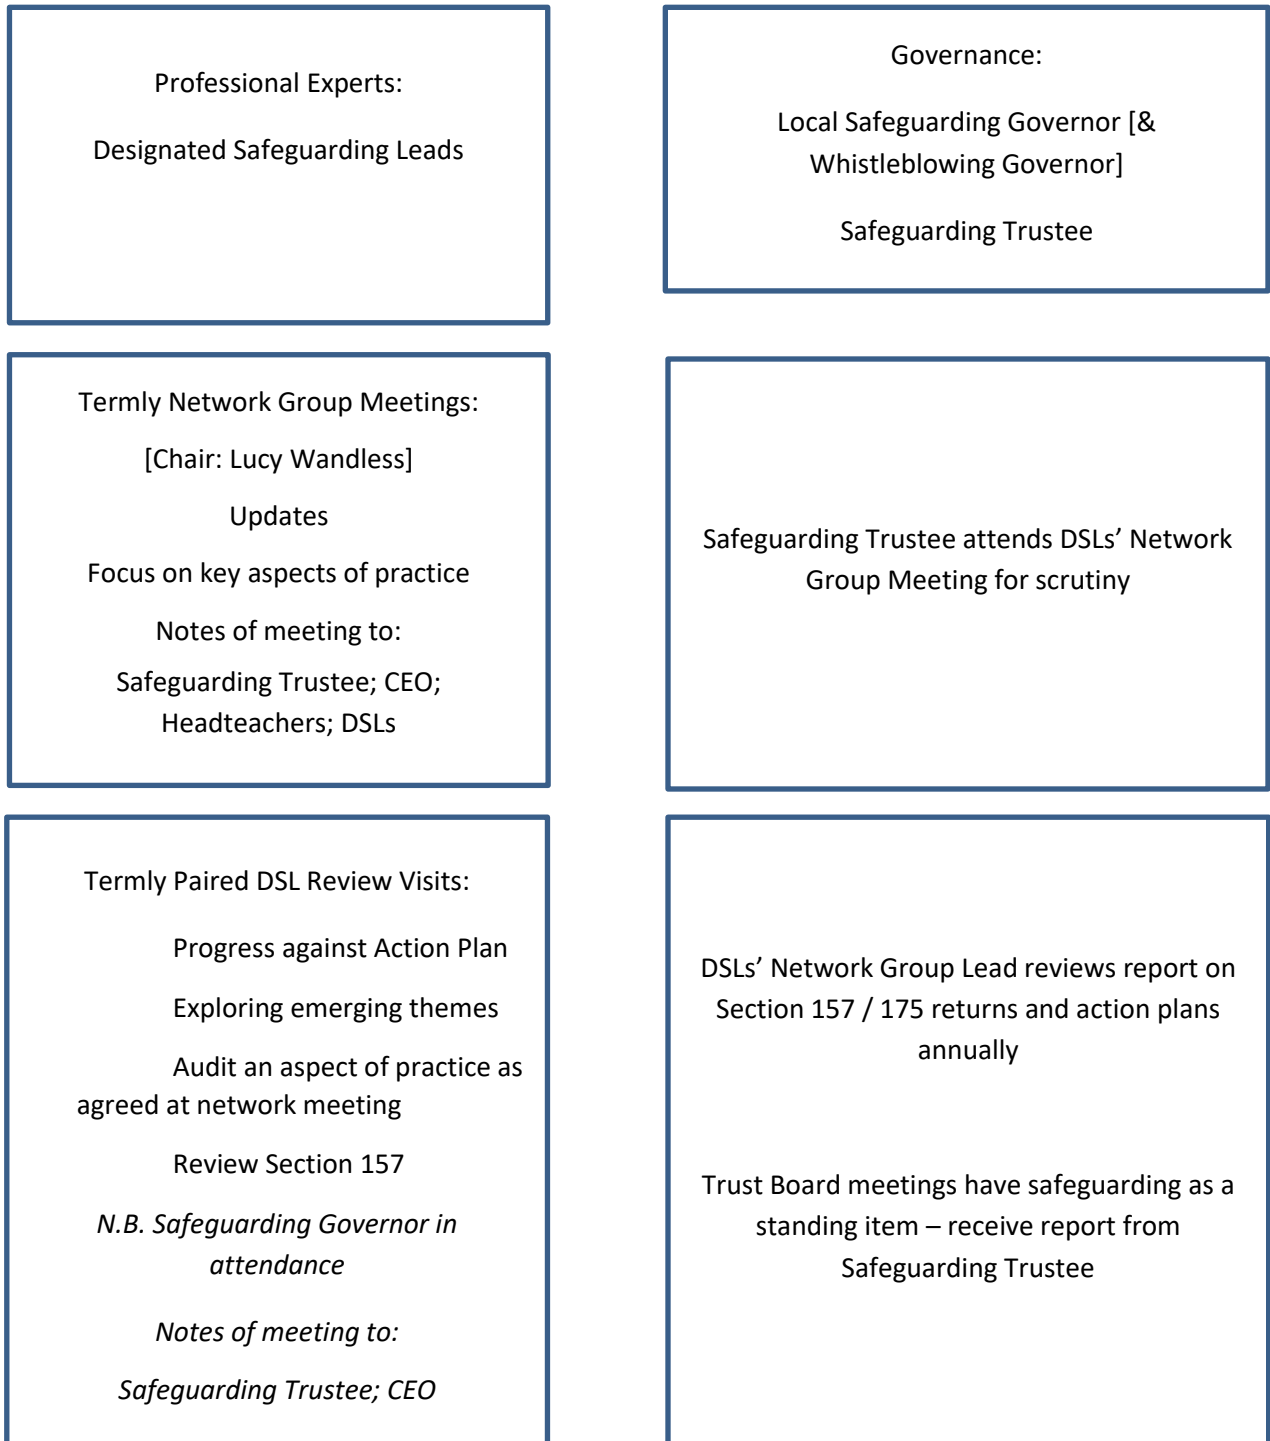 Professional Experts:
Designated Safeguarding Leads
Governance:
Local Safeguarding Governor [&
Whistleblowing Governor]
Safeguarding Trustee
Termly Network Group Meetings:
[Chair: Lucy Wandless]
Updates
Focus on key aspects of practice
Notes of meeting to:
Safeguarding Trustee; CEO;
Headteachers; DSLs
Safeguarding Trustee attends DSLs’ Network
Group Meeting for scrutiny
Termly Paired DSL Review Visits:
Progress against Action Plan
Exploring emerging themes
Audit an aspect of practice as
agreed at network meeting
Review Section 157
N.B. Safeguarding Governor in
attendance
Notes of meeting to:
Safeguarding Trustee; CEO
DSLs’ Network Group Lead reviews report on
Section 157 / 175 returns and action plans
annually
Trust Board meetings have safeguarding as a
standing item – receive report from
Safeguarding Trustee